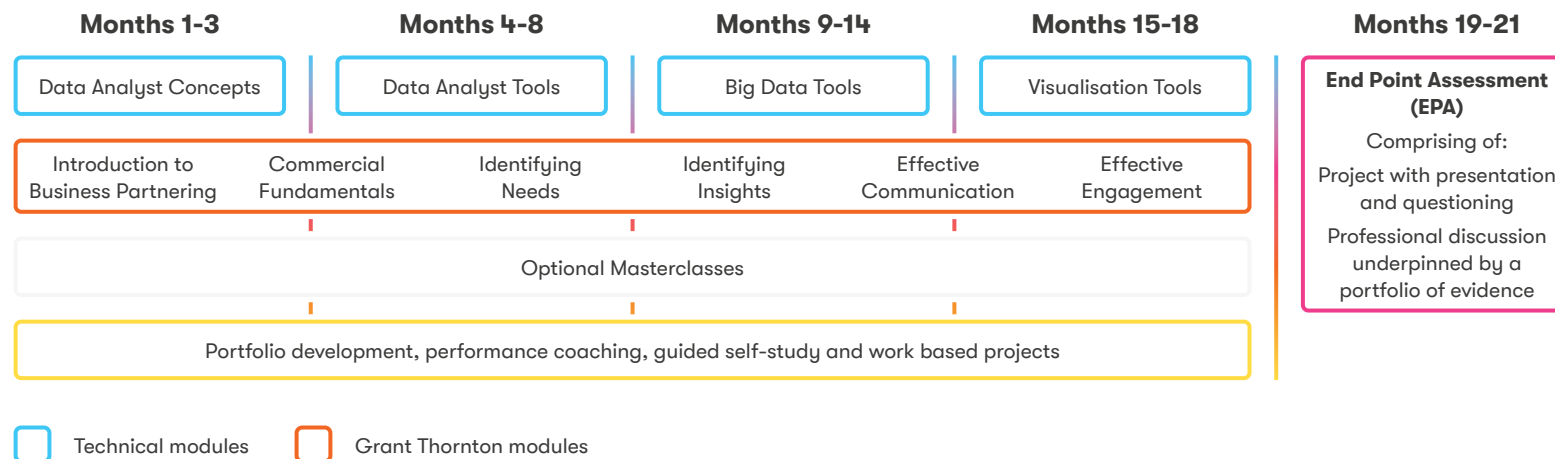 Months 1-3
Months 4-8
Months 9-14
Months 15-18
Months 19-21
Data Analyst Concepts
Data Analyst Tools
Big Data Tools
Visualisation Tools
End Point Assessment
(EPA)
Comprising of:
Project with presentation
and questioning
Professional discussion
underpinned by a
portfolio of evidence
Introduction to
Business Partnering
Commercial
Fundamentals
Identifying
Needs
Identifying
Insights
Effective
Communication
Effective
Engagement
Optional Masterclasses
Portfolio development, performance coaching, guided self-study and work based projects
Technical modules
Grant Thornton modules